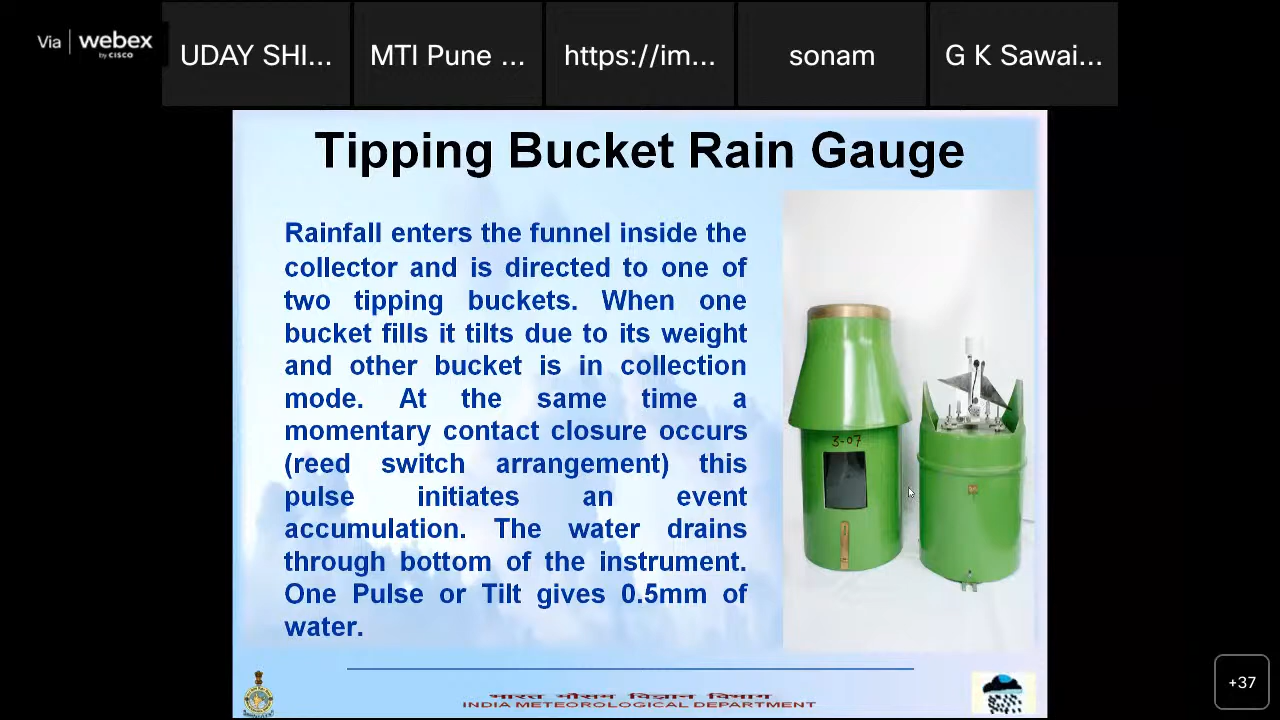 Via webex
by CISCO
UDAY SHI...
MTI Pune ...
https://im...
sonam
G K Sawai...
Tipping Bucket Rain Gauge
Rainfall enters the funnel inside the
collector and is directed to one of
two tipping buckets. When one
bucket fills it tilts due to its weight
and other bucket is in collection
mode. At the same time a
momentary contact closure occurs
(reed switch arrangement) this
pulse initiates an event
accumulation. The water drains
through bottom of the instrument.
One Pulse or Tilt gives 0.5mm of
water.
3-07
भारत मौसम विज्ञान विभाग
INDIA METEOROLOGICAL DEPARTMENT
+37